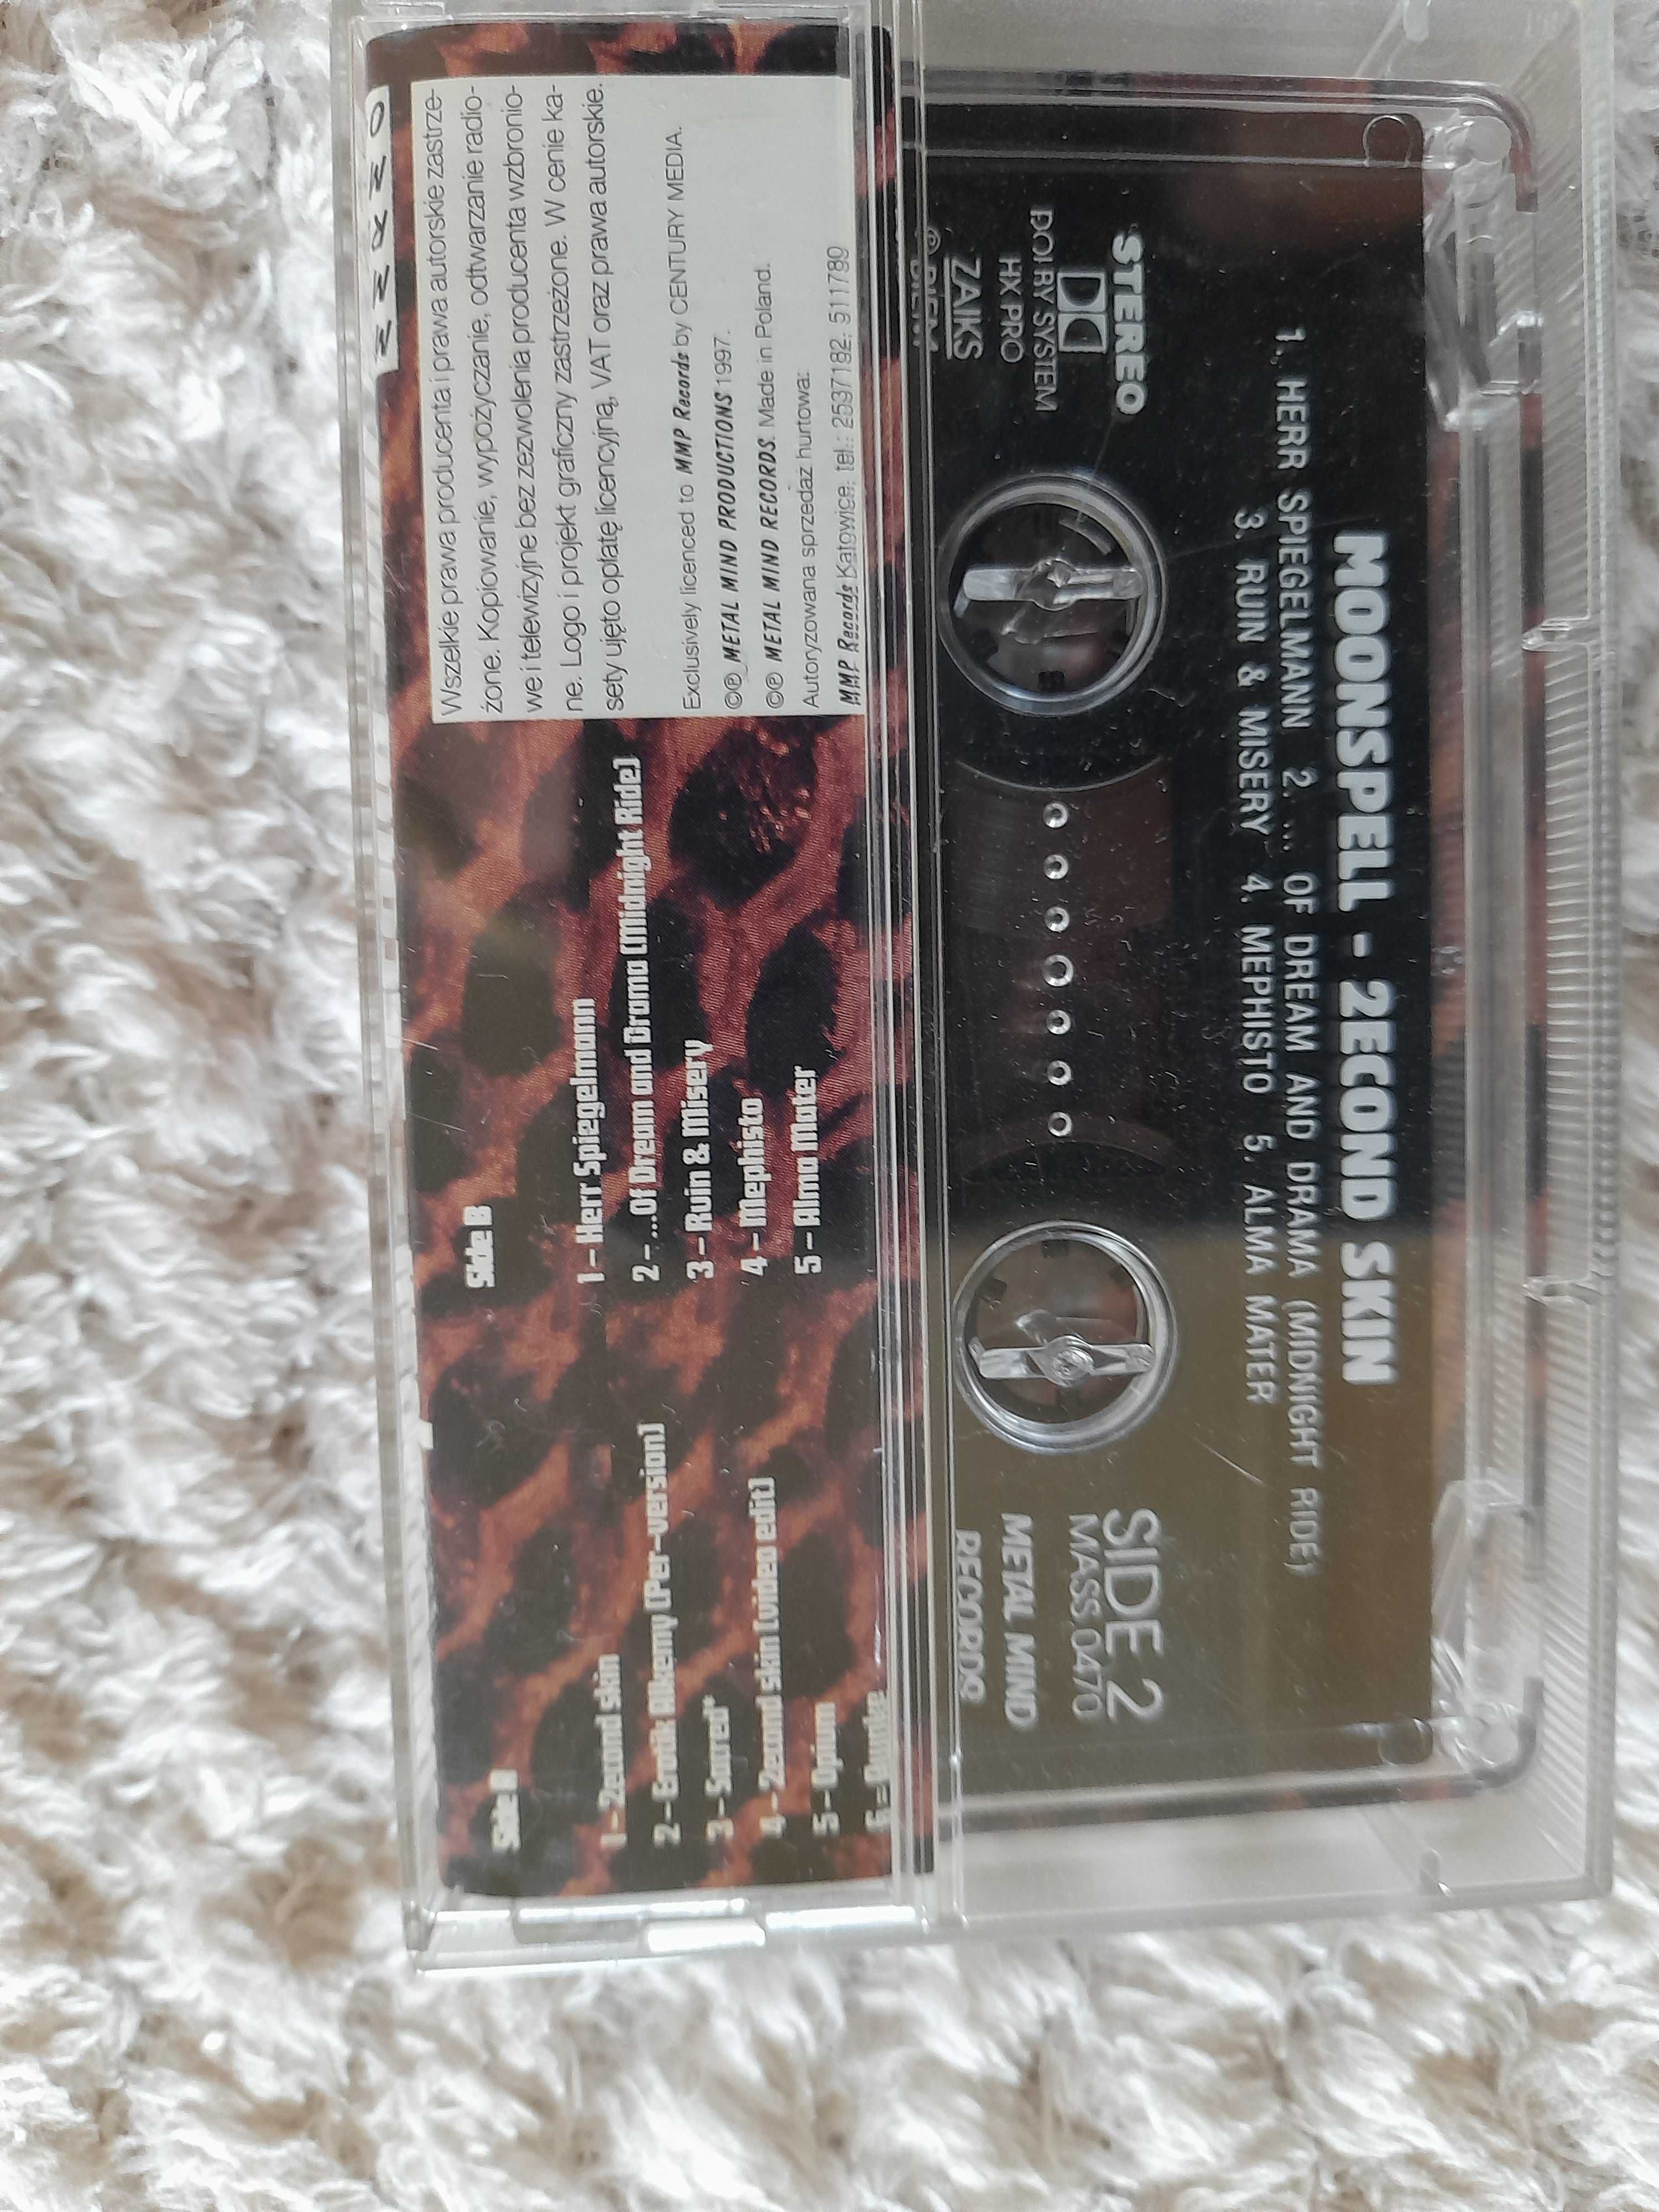 Wszelkie prawa producenta i prawa autorskie zastrze-
żone. Kopiowanie, wypożyczanie, odtwarzanie radio-
we i telewizyjne bez zezwolenia producenta wzbronio-
ne. Logo i projekt graficzny zastrzeżone. W cenie ka-
sety ujęto opłatę licencyjną, VAT oraz prawa autorskie.
Exclusively licenced to MMP Records by CENTURY MEDIA.
©℗ METAL MIND PRODUCTIONS 1997.
©℗ METAL MIND RECORDS. Made in Poland.
Autoryzowana sprzedaż hurtowa:
MMP Records Katowice, tel.: 2537182; 511789
Side B
1 - Herr Spiegelmann
2 - ...Of Dream and Drama (Midnight Ride)
3 - Ruin & Misery
4 - Mephisto
5 - Alma Mater
Side A
1 - 2econd skin
2 - Erotik Alkemy (Per-version)
3 - Sacred*
4 - 2econd skin (video edit)
5 - Opium
6 -
MOONSPELL - 2ECOND SKIN
1. HERR SPIEGELMANN 2. ... OF DREAM AND DRAMA (MIDNIGHT RIDE)
3. RUIN & MISERY 4. MEPHISTO 5. ALMA MATER
STEREO
DOLBY SYSTEM
HX PRO
ZAIKS
SIDE 2
MASS 0470
METAL MIND
RECORDS